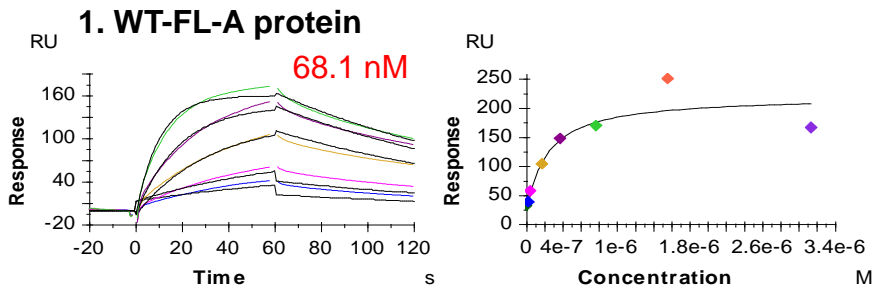 1. WT-FL-A protein
RU
68.1 nM
160
100
40
-20
Response
-20 0 20 40 60 80 100 120
Time
s
RU
250
200
150
100
50
0
Response
0 4e-7 1e-6 1.8e-6 2.6e-6 3.4e-6
Concentration
M